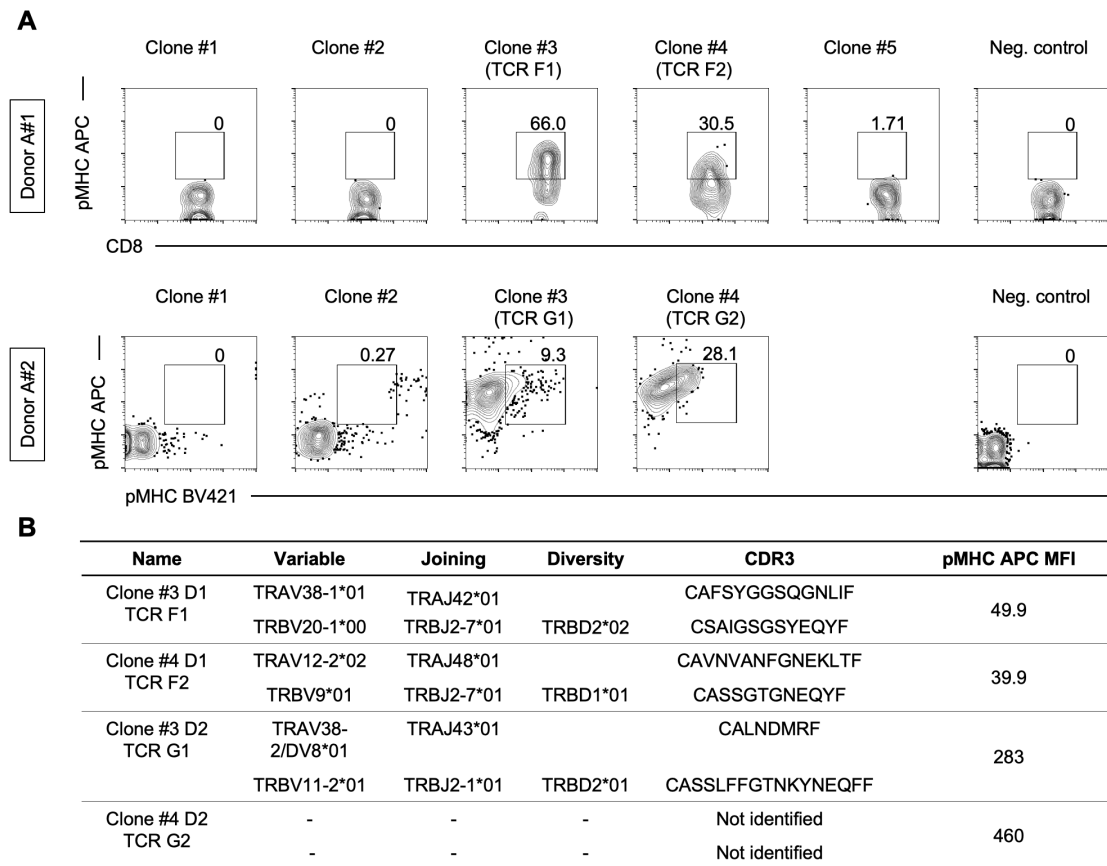 A
Clone #1
Clone #2
Clone #3
(TCR F1)
Clone #4
(TCR F2)
Clone #5
Neg. control
Donor A#1
pMHC APC
0
0
66.0
30.5
1.71
0
CD8
Clone #1
Clone #2
Clone #3
(TCR G1)
Clone #4
(TCR G2)
Neg. control
Donor A#2
pMHC APC
0
0.27
9.3
28.1
0
pMHC BV421
B
Name Variable Joining Diversity CDR3 pMHC APC MFI
Clone #3 D1
TCR F1
TRAV38-1*01 TRAJ42*01 CAFSYGGSQGNLIF
49.9
TRBV20-1*00 TRBJ2-7*01 TRBD2*02 CSAIGSGSYEQYF
Clone #4 D1
TCR F2
TRAV12-2*02 TRAJ48*01 CAVNVANFGNEKLTF
39.9
TRBV9*01 TRBJ2-7*01 TRBD1*01 CASSGTGNEQYF
Clone #3 D2
TCR G1
TRAV38-
2/DV8*01
TRAJ43*01 CALNDMRF
283
TRBV11-2*01 TRBJ2-1*01 TRBD2*01 CASSLFFGTNKYNEQFF
Clone #4 D2
TCR G2
- - - Not identified
460
- - - Not identified